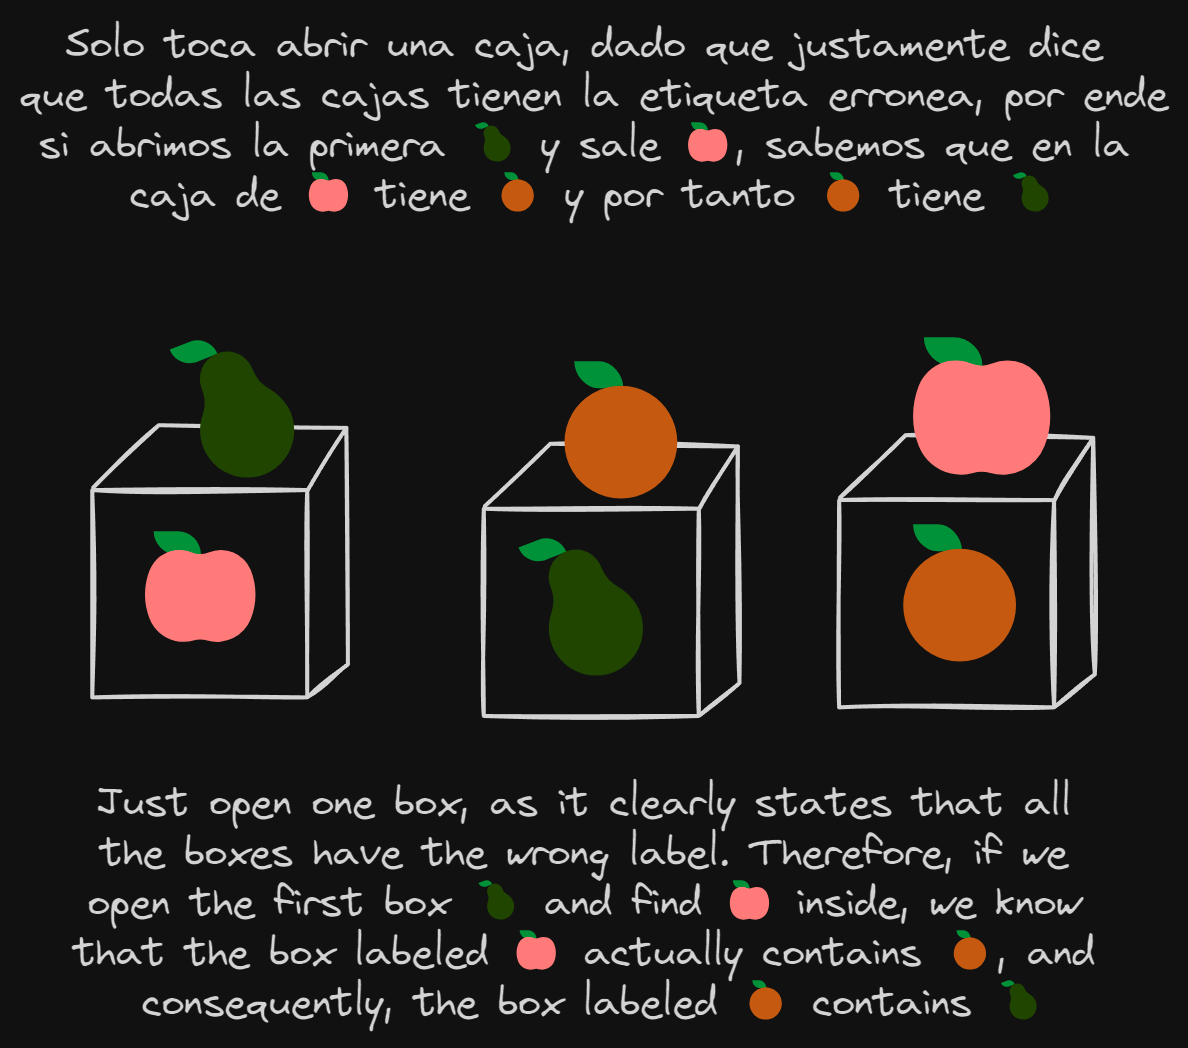 Solo toca abrir una caja, dado que justamente dice
que todas las cajas tienen la etiqueta erronea, por ende
si abrimos la primera y sale , sabemos que en la
caja de tiene y por tanto tiene
Just open one box, as it clearly states that all
the boxes have the wrong label. Therefore, if we
open the first box and find inside, we know
that the box labeled actually contains , and
consequently, the box labeled contains